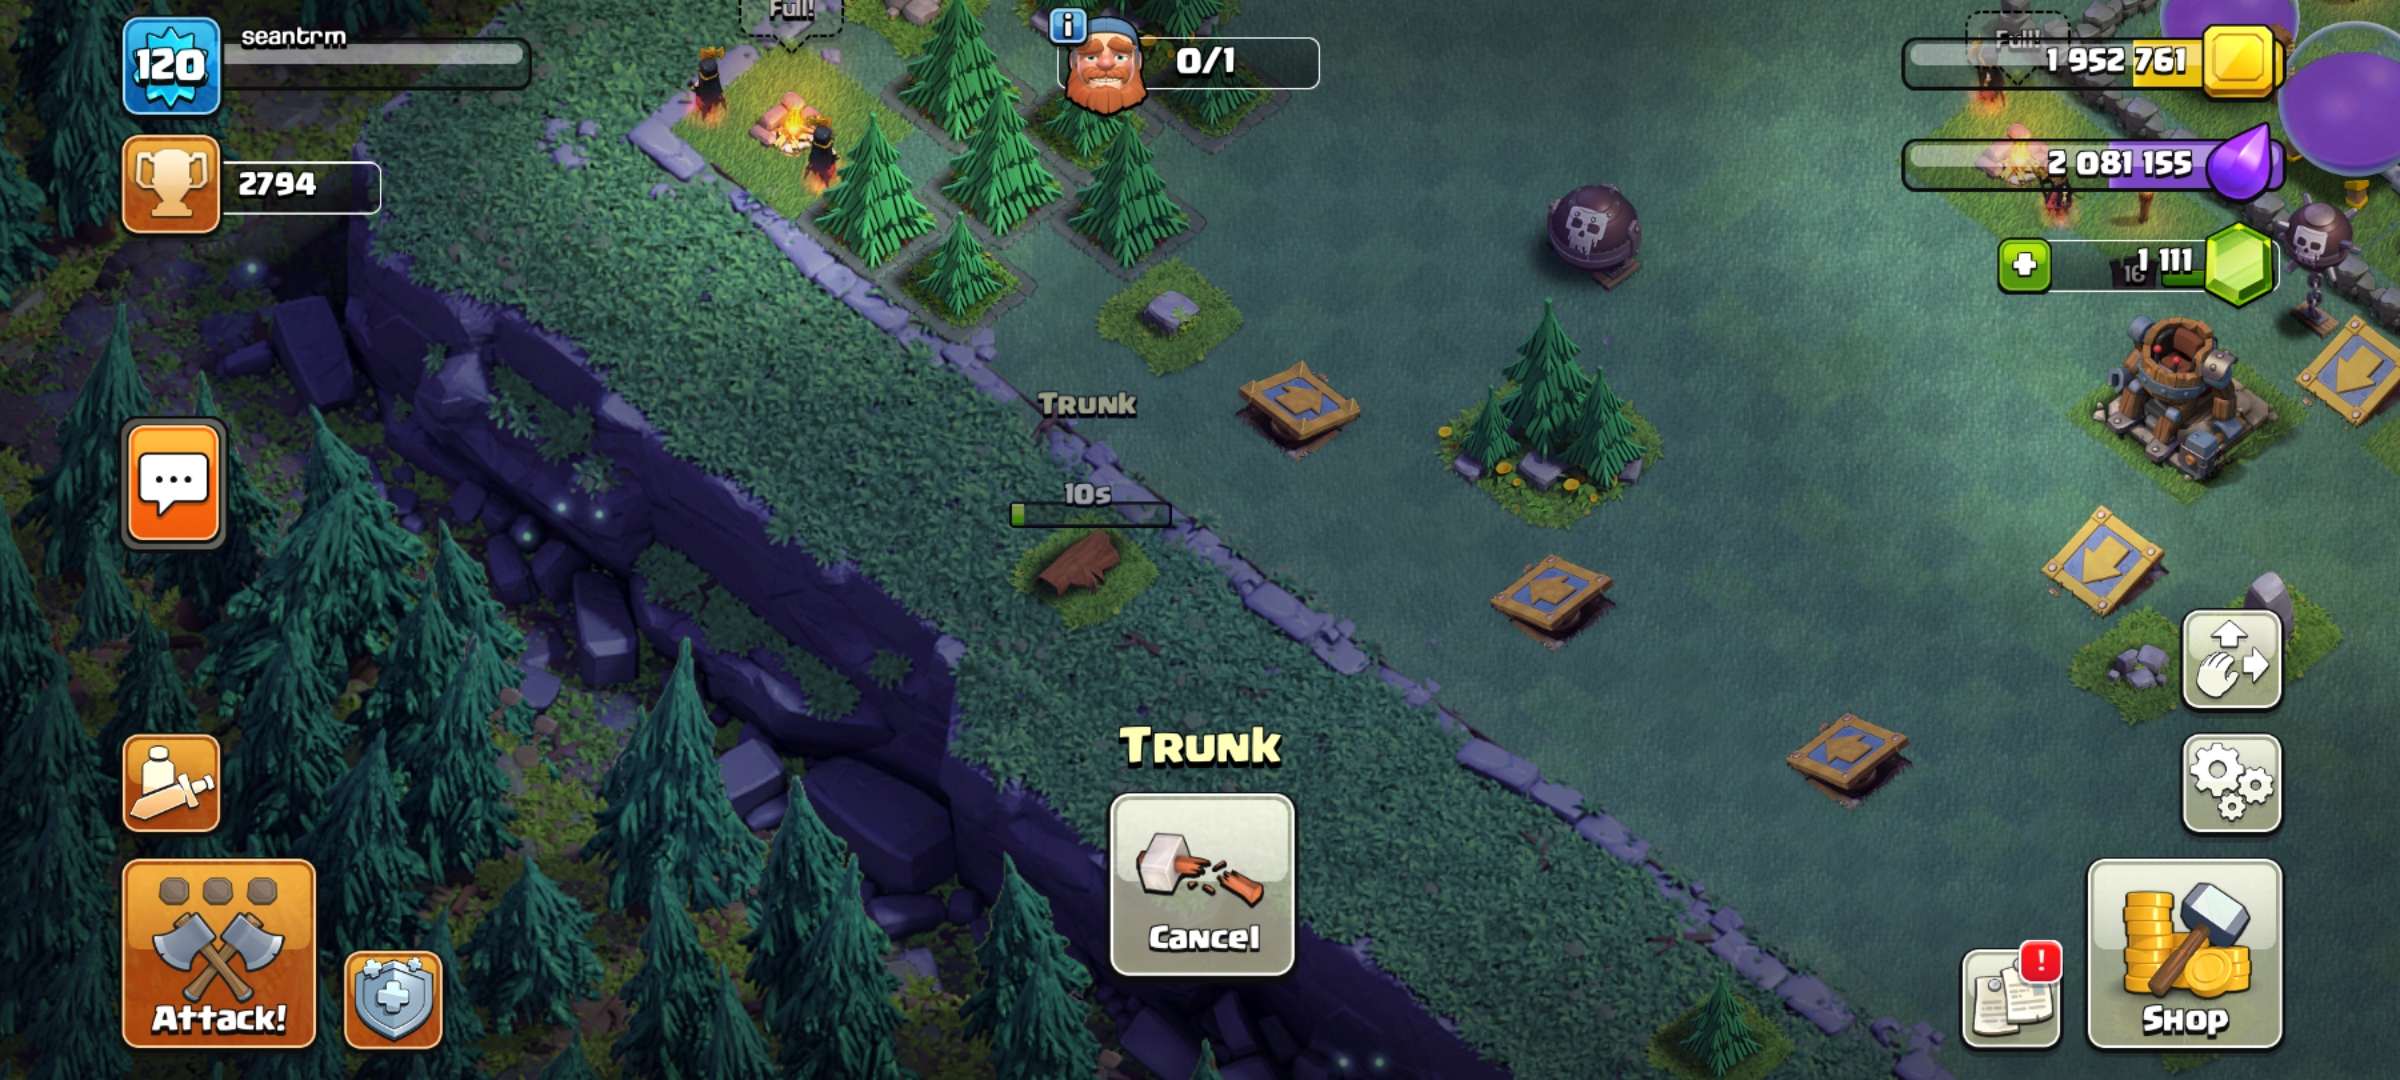 Full!
seantrm
120
0/1
Full!
1 952 761
2794
2 081 155
1 111
16
Trunk
10s
Trunk
Cancel
Attack!
!
Shop